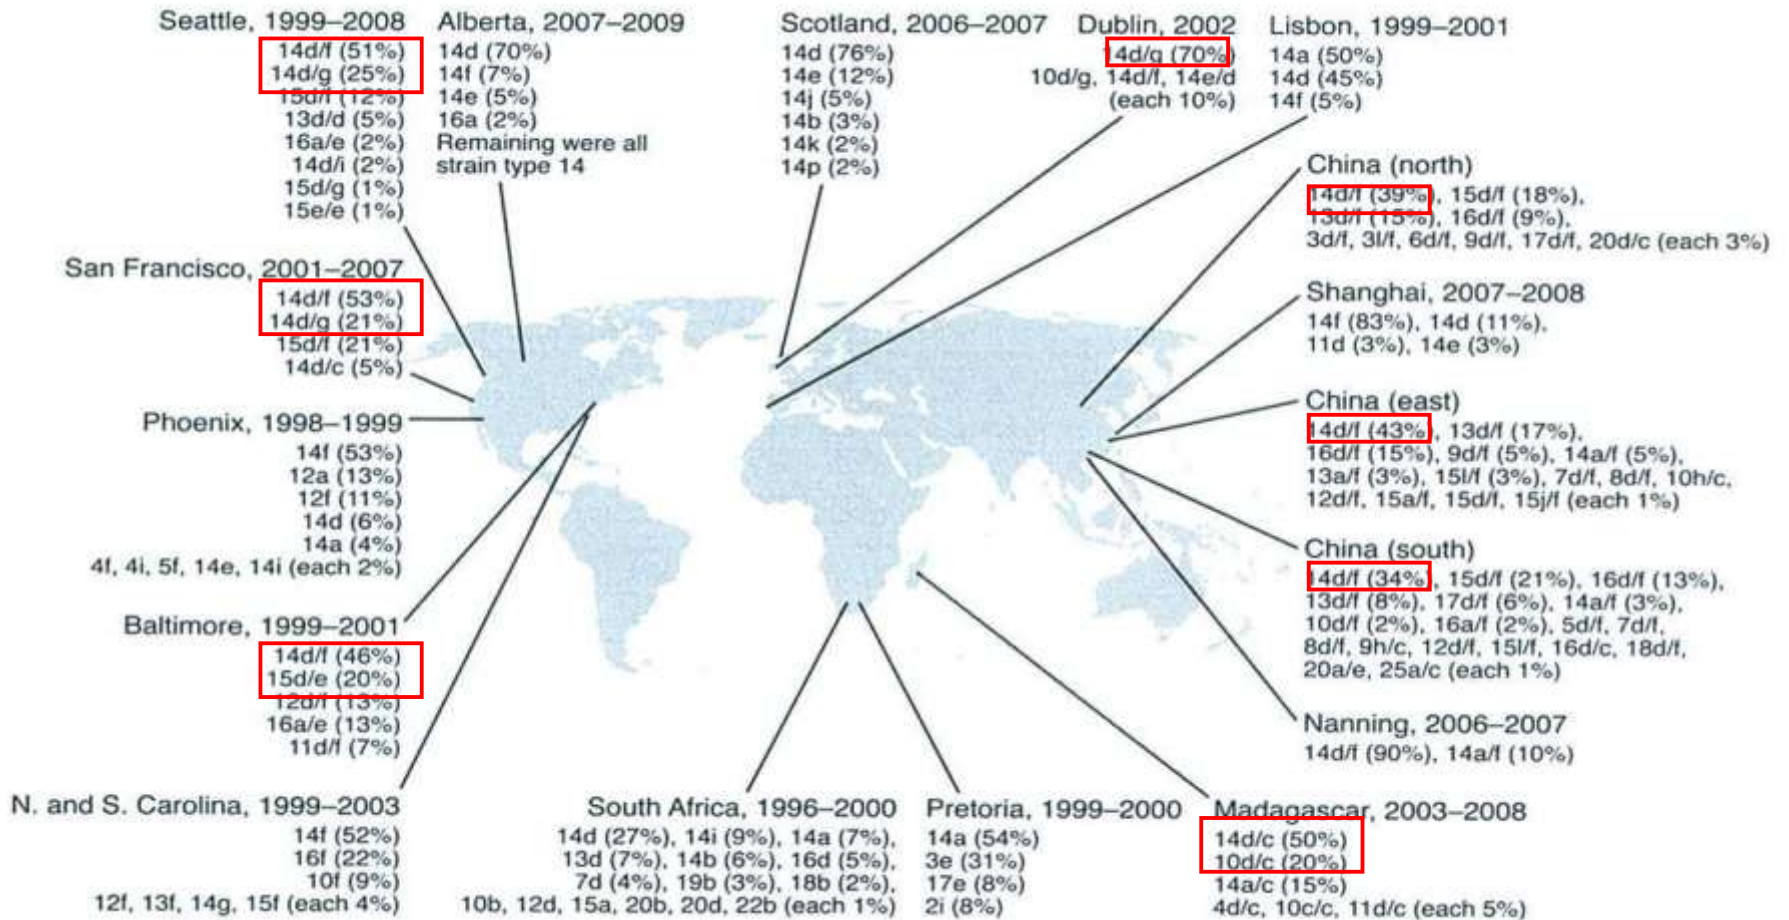 Seattle, 1999–2008
14d/f (51%)
14d/g (25%)
15d/f (12%)
13d/d (5%)
16a/e (2%)
14d/i (2%)
15d/g (1%)
15e/e (1%)
Alberta, 2007–2009
14d (70%)
14f (7%)
14e (5%)
16a (2%)
Remaining were all
strain type 14
Scotland, 2006–2007
14d (76%)
14e (12%)
14j (5%)
14b (3%)
14k (2%)
14p (2%)
Dublin, 2002
14d/g (70%)
10d/g, 14d/f, 14e/d
(each 10%)
Lisbon, 1999–2001
14a (50%)
14d (45%)
14f (5%)
China (north)
14d/f (39%), 15d/f (18%),
13d/f (15%), 16d/f (9%),
3d/f, 3l/f, 6d/f, 9d/f, 17d/f, 20d/c (each 3%)
San Francisco, 2001–2007
14d/f (53%)
14d/g (21%)
15d/f (21%)
14d/c (5%)
Shanghai, 2007–2008
14f (83%), 14d (11%),
11d (3%), 14e (3%)
Phoenix, 1998–1999
14f (53%)
12a (13%)
12f (11%)
14d (6%)
14a (4%)
4f, 4i, 5f, 14e, 14i (each 2%)
China (east)
14d/f (43%), 13d/f (17%),
16d/f (15%), 9d/f (5%), 14a/f (5%),
13a/f (3%), 15l/f (3%), 7d/f, 8d/f, 10h/c,
12d/f, 15a/f, 15d/f, 15j/f (each 1%)
China (south)
14d/f (34%), 15d/f (21%), 16d/f (13%),
13d/f (8%), 17d/f (6%), 14a/f (3%),
10d/f (2%), 16a/f (2%), 5d/f, 7d/f,
8d/f, 9h/c, 12d/f, 15l/f, 16d/c, 18d/f,
20a/e, 25a/c (each 1%)
Baltimore, 1999–2001
14d/f (46%)
15d/e (20%)
12d/f (13%)
16a/e (13%)
11d/f (7%)
Nanning, 2006–2007
14d/f (90%), 14a/f (10%)
N. and S. Carolina, 1999–2003
14f (52%)
16f (22%)
10f (9%)
12f, 13f, 14g, 15f (each 4%)
South Africa, 1996–2000
14d (27%), 14i (9%), 14a (7%),
13d (7%), 14b (6%), 16d (5%),
7d (4%), 19b (3%), 18b (2%),
10b, 12d, 15a, 20b, 20d, 22b (each 1%)
Pretoria, 1999–2000
14a (54%)
3e (31%)
17e (8%)
2i (8%)
Madagascar, 2003–2008
14d/c (50%)
10d/c (20%)
14a/c (15%)
4d/c, 10c/c, 11d/c (each 5%)